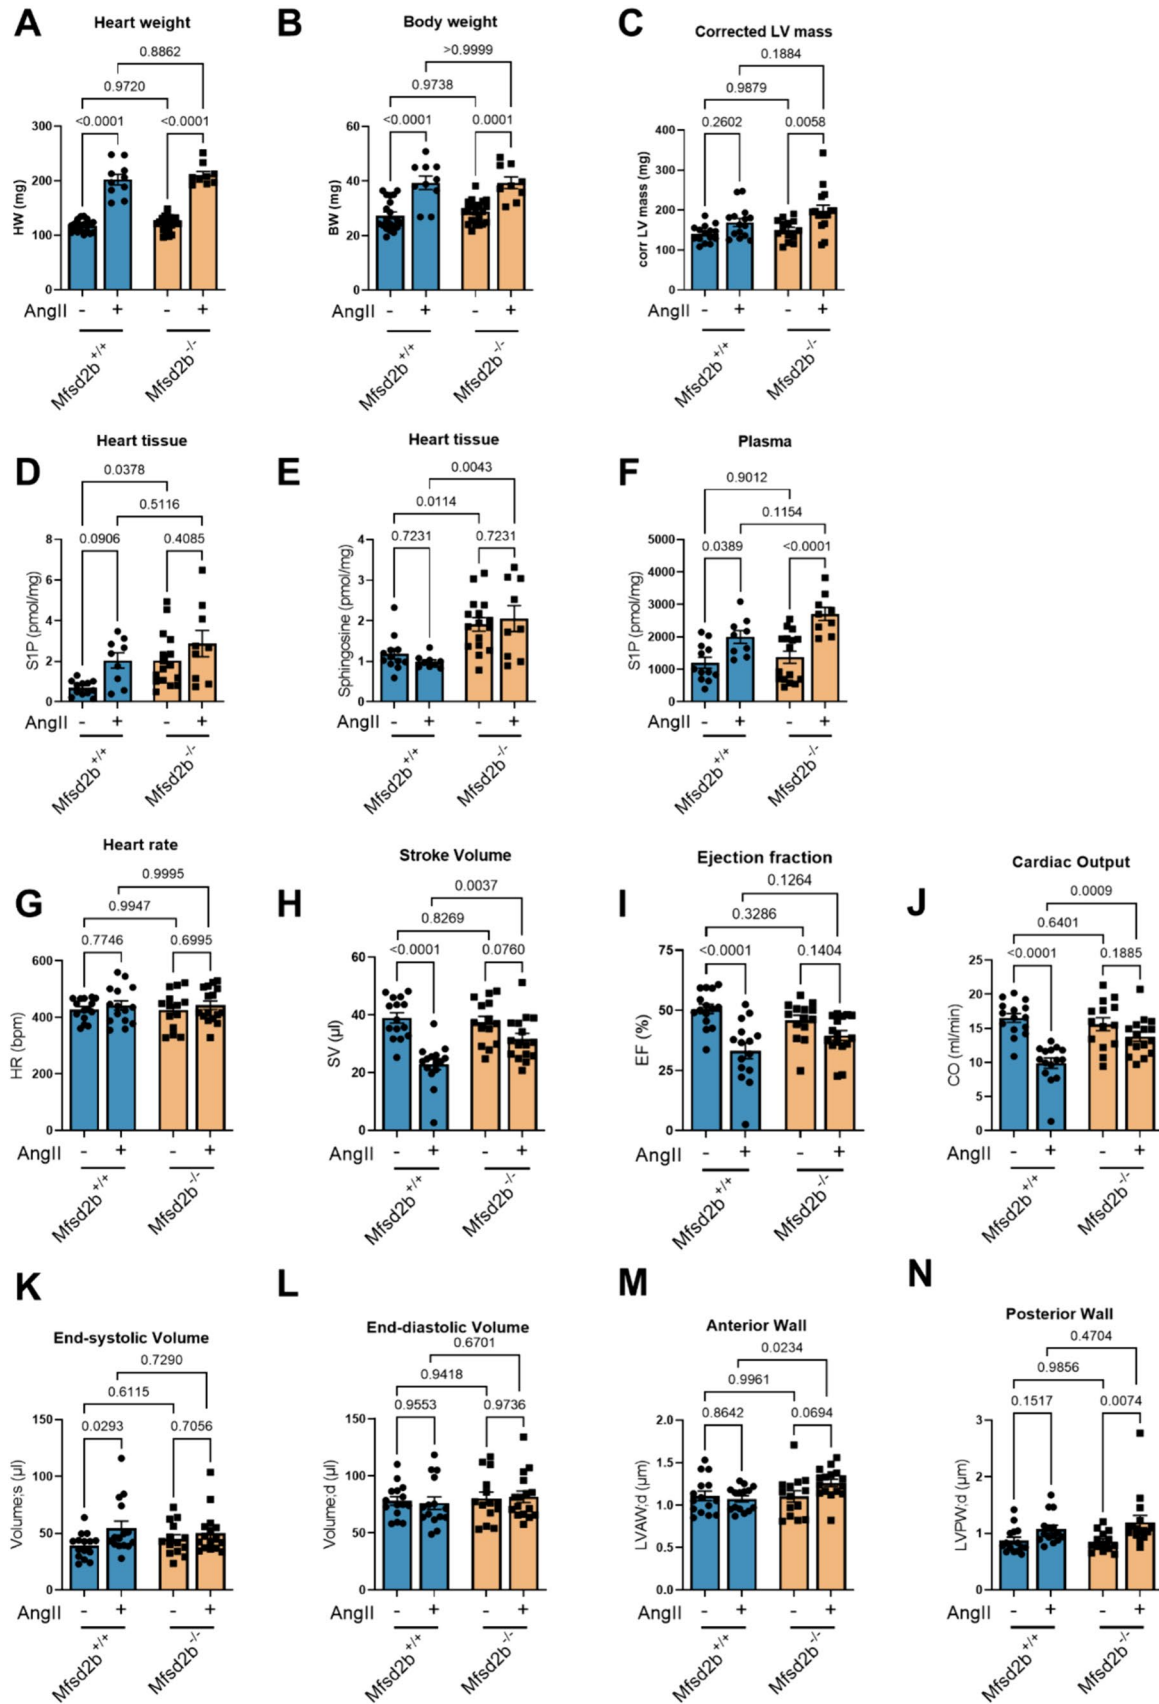 A
Heart weight
0.8862
0.9720
<0.0001
<0.0001
300
200
100
0
HW (mg)
AngII
-
+
-
+
Mfsd2b+/+
Mfsd2b-/-
B
Body weight
>0.9999
0.9738
<0.0001
0.0001
60
40
20
0
BW (mg)
AngII
-
+
-
+
Mfsd2b+/+
Mfsd2b-/-
C
Corrected LV mass
0.1884
0.9879
0.2602
0.0058
400
300
200
100
0
corr LV mass (mg)
AngII
-
+
-
+
Mfsd2b+/+
Mfsd2b-/-
D
Heart tissue
0.0378
0.5116
0.0906
0.4085
8
6
4
2
0
S1P (pmol/mg)
AngII
-
+
-
+
Mfsd2b+/+
Mfsd2b-/-
E
Heart tissue
0.0043
0.0114
0.7231
0.7231
4
3
2
1
0
Sphingosine (pmol/mg)
AngII
-
+
-
+
Mfsd2b+/+
Mfsd2b-/-
F
Plasma
0.9012
0.1154
0.0389
<0.0001
5000
4000
3000
2000
1000
0
S1P (pmol/mg)
AngII
-
+
-
+
Mfsd2b+/+
Mfsd2b-/-
G
Heart rate
0.9995
0.9947
0.7746
0.6995
600
400
200
0
HR (bpm)
AngII
-
+
-
+
Mfsd2b+/+
Mfsd2b-/-
H
Stroke Volume
0.0037
0.8269
<0.0001
0.0760
60
40
20
0
SV (µl)
AngII
-
+
-
+
Mfsd2b+/+
Mfsd2b-/-
I
Ejection fraction
0.1264
0.3286
<0.0001
0.1404
75
50
25
0
EF (%)
AngII
-
+
-
+
Mfsd2b+/+
Mfsd2b-/-
J
Cardiac Output
0.0009
0.6401
<0.0001
0.1885
25
20
15
10
5
0
CO (ml/min)
AngII
-
+
-
+
Mfsd2b+/+
Mfsd2b-/-
K
End-systolic Volume
0.7290
0.6115
0.0293
0.7056
150
100
50
0
Volume;s (µl)
AngII
-
+
-
+
Mfsd2b+/+
Mfsd2b-/-
L
End-diastolic Volume
0.6701
0.9418
0.9553
0.9736
150
100
50
0
Volume;d (µl)
AngII
-
+
-
+
Mfsd2b+/+
Mfsd2b-/-
M
Anterior Wall
0.0234
0.9961
0.8642
0.0694
2.0
1.5
1.0
0.5
0.0
LVAW;d (µm)
AngII
-
+
-
+
Mfsd2b+/+
Mfsd2b-/-
N
Posterior Wall
0.4704
0.9856
0.1517
0.0074
3
2
1
0
LVPW;d (µm)
AngII
-
+
-
+
Mfsd2b+/+
Mfsd2b-/-